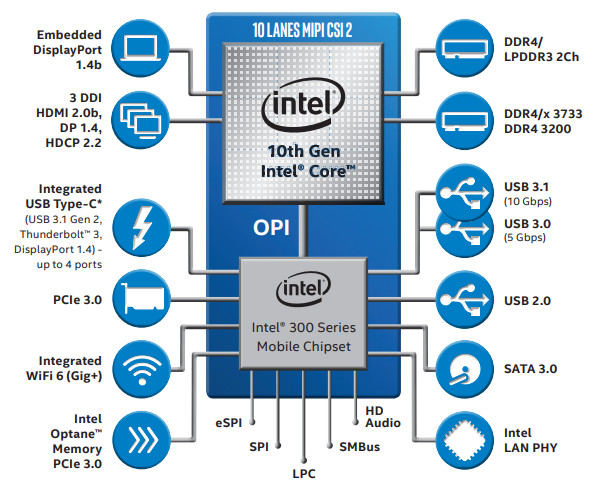 10 LANES MIPI CSI 2
Embedded
DisplayPort
1.4b
3 DDI
HDMI 2.0b,
DP 1.4,
HDCP 2.2
Integrated
USB Type-C*
(USB 3.1 Gen 2,
Thunderbolt™ 3,
DisplayPort 1.4) –
up to 4 ports
PCIe 3.0
Integrated
WiFi 6 (Gig+)
Intel
Optane™
Memory
PCIe 3.0
intel
10th Gen
Intel® Core™
OPI
intel
Intel® 300 Series
Mobile Chipset
eSPI
SPI
LPC
SMBus
HD
Audio
DDR4/
LPDDR3 2Ch
DDR4/x 3733
DDR4 3200
USB 3.1
(10 Gbps)
USB 3.0
(5 Gbps)
USB 2.0
SATA 3.0
Intel
LAN PHY